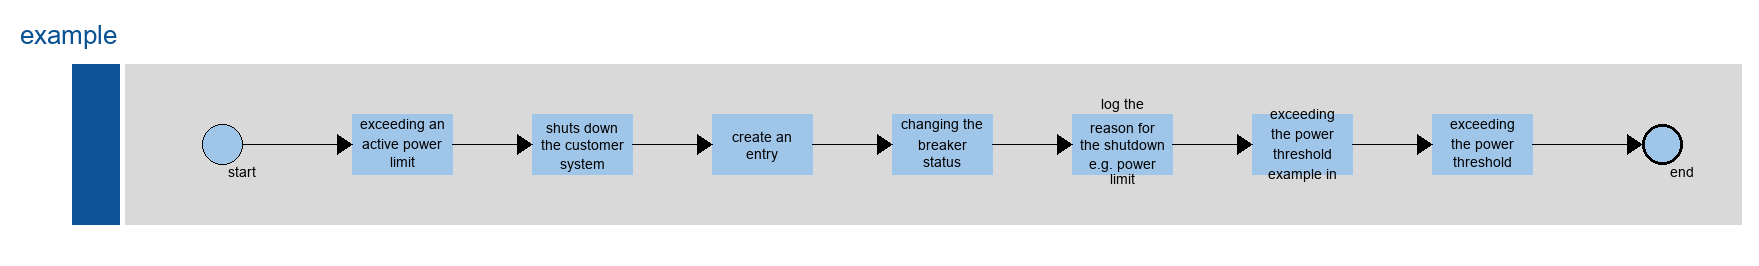 example
start
exceeding an
active power
limit
shuts down
the customer
system
create an
entry
changing the
breaker
status
log the
reason for
the shutdown
e.g. power
limit
exceeding
the power
threshold
example in
exceeding
the power
threshold
end